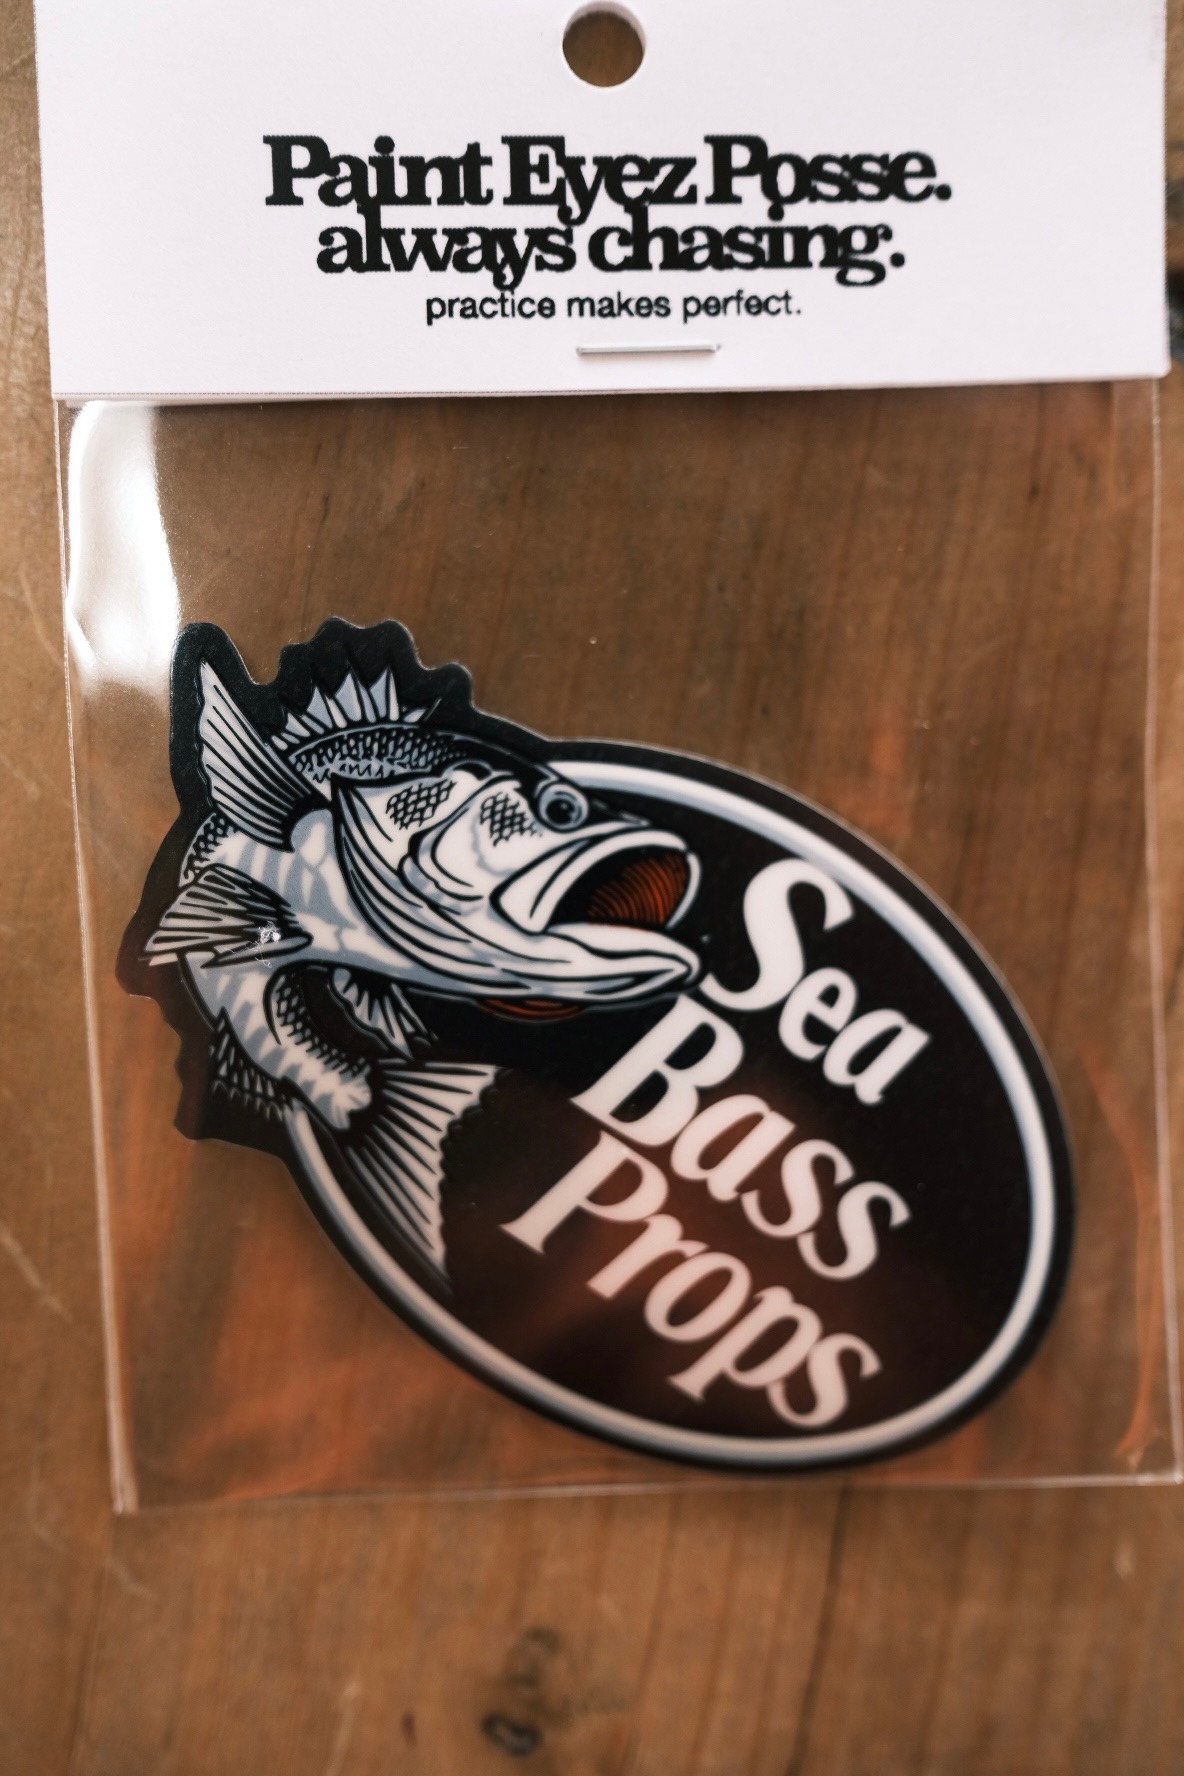 Paint Eyez Posse.
always chasing.
practice makes perfect.
Sea
Bass
Props